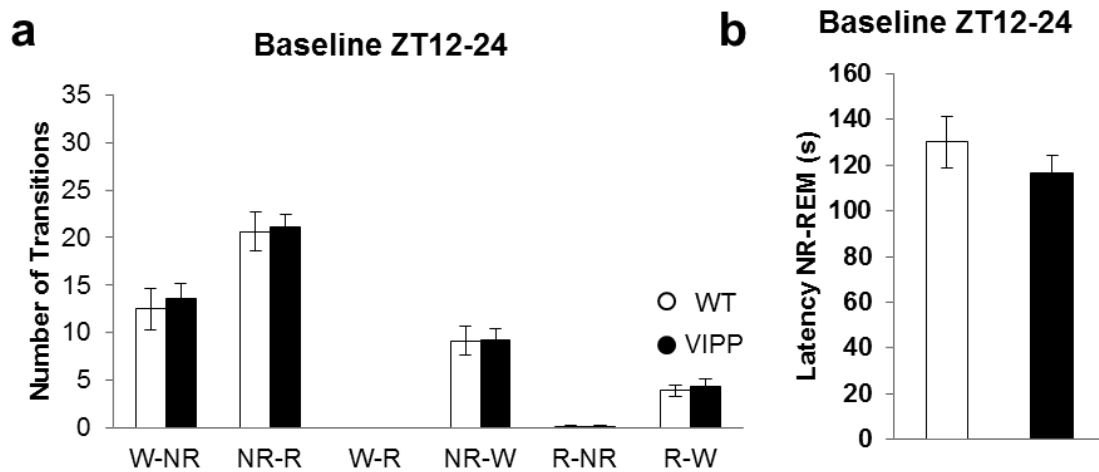 a
Baseline ZT12-24
Number of Transitions
35
30
25
20
15
10
5
0
W-NR NR-R W-R NR-W R-NR R-W
WT
VIPP
b
Baseline ZT12-24
Latency NR-REM (s)
160
140
120
100
80
60
40
20
0